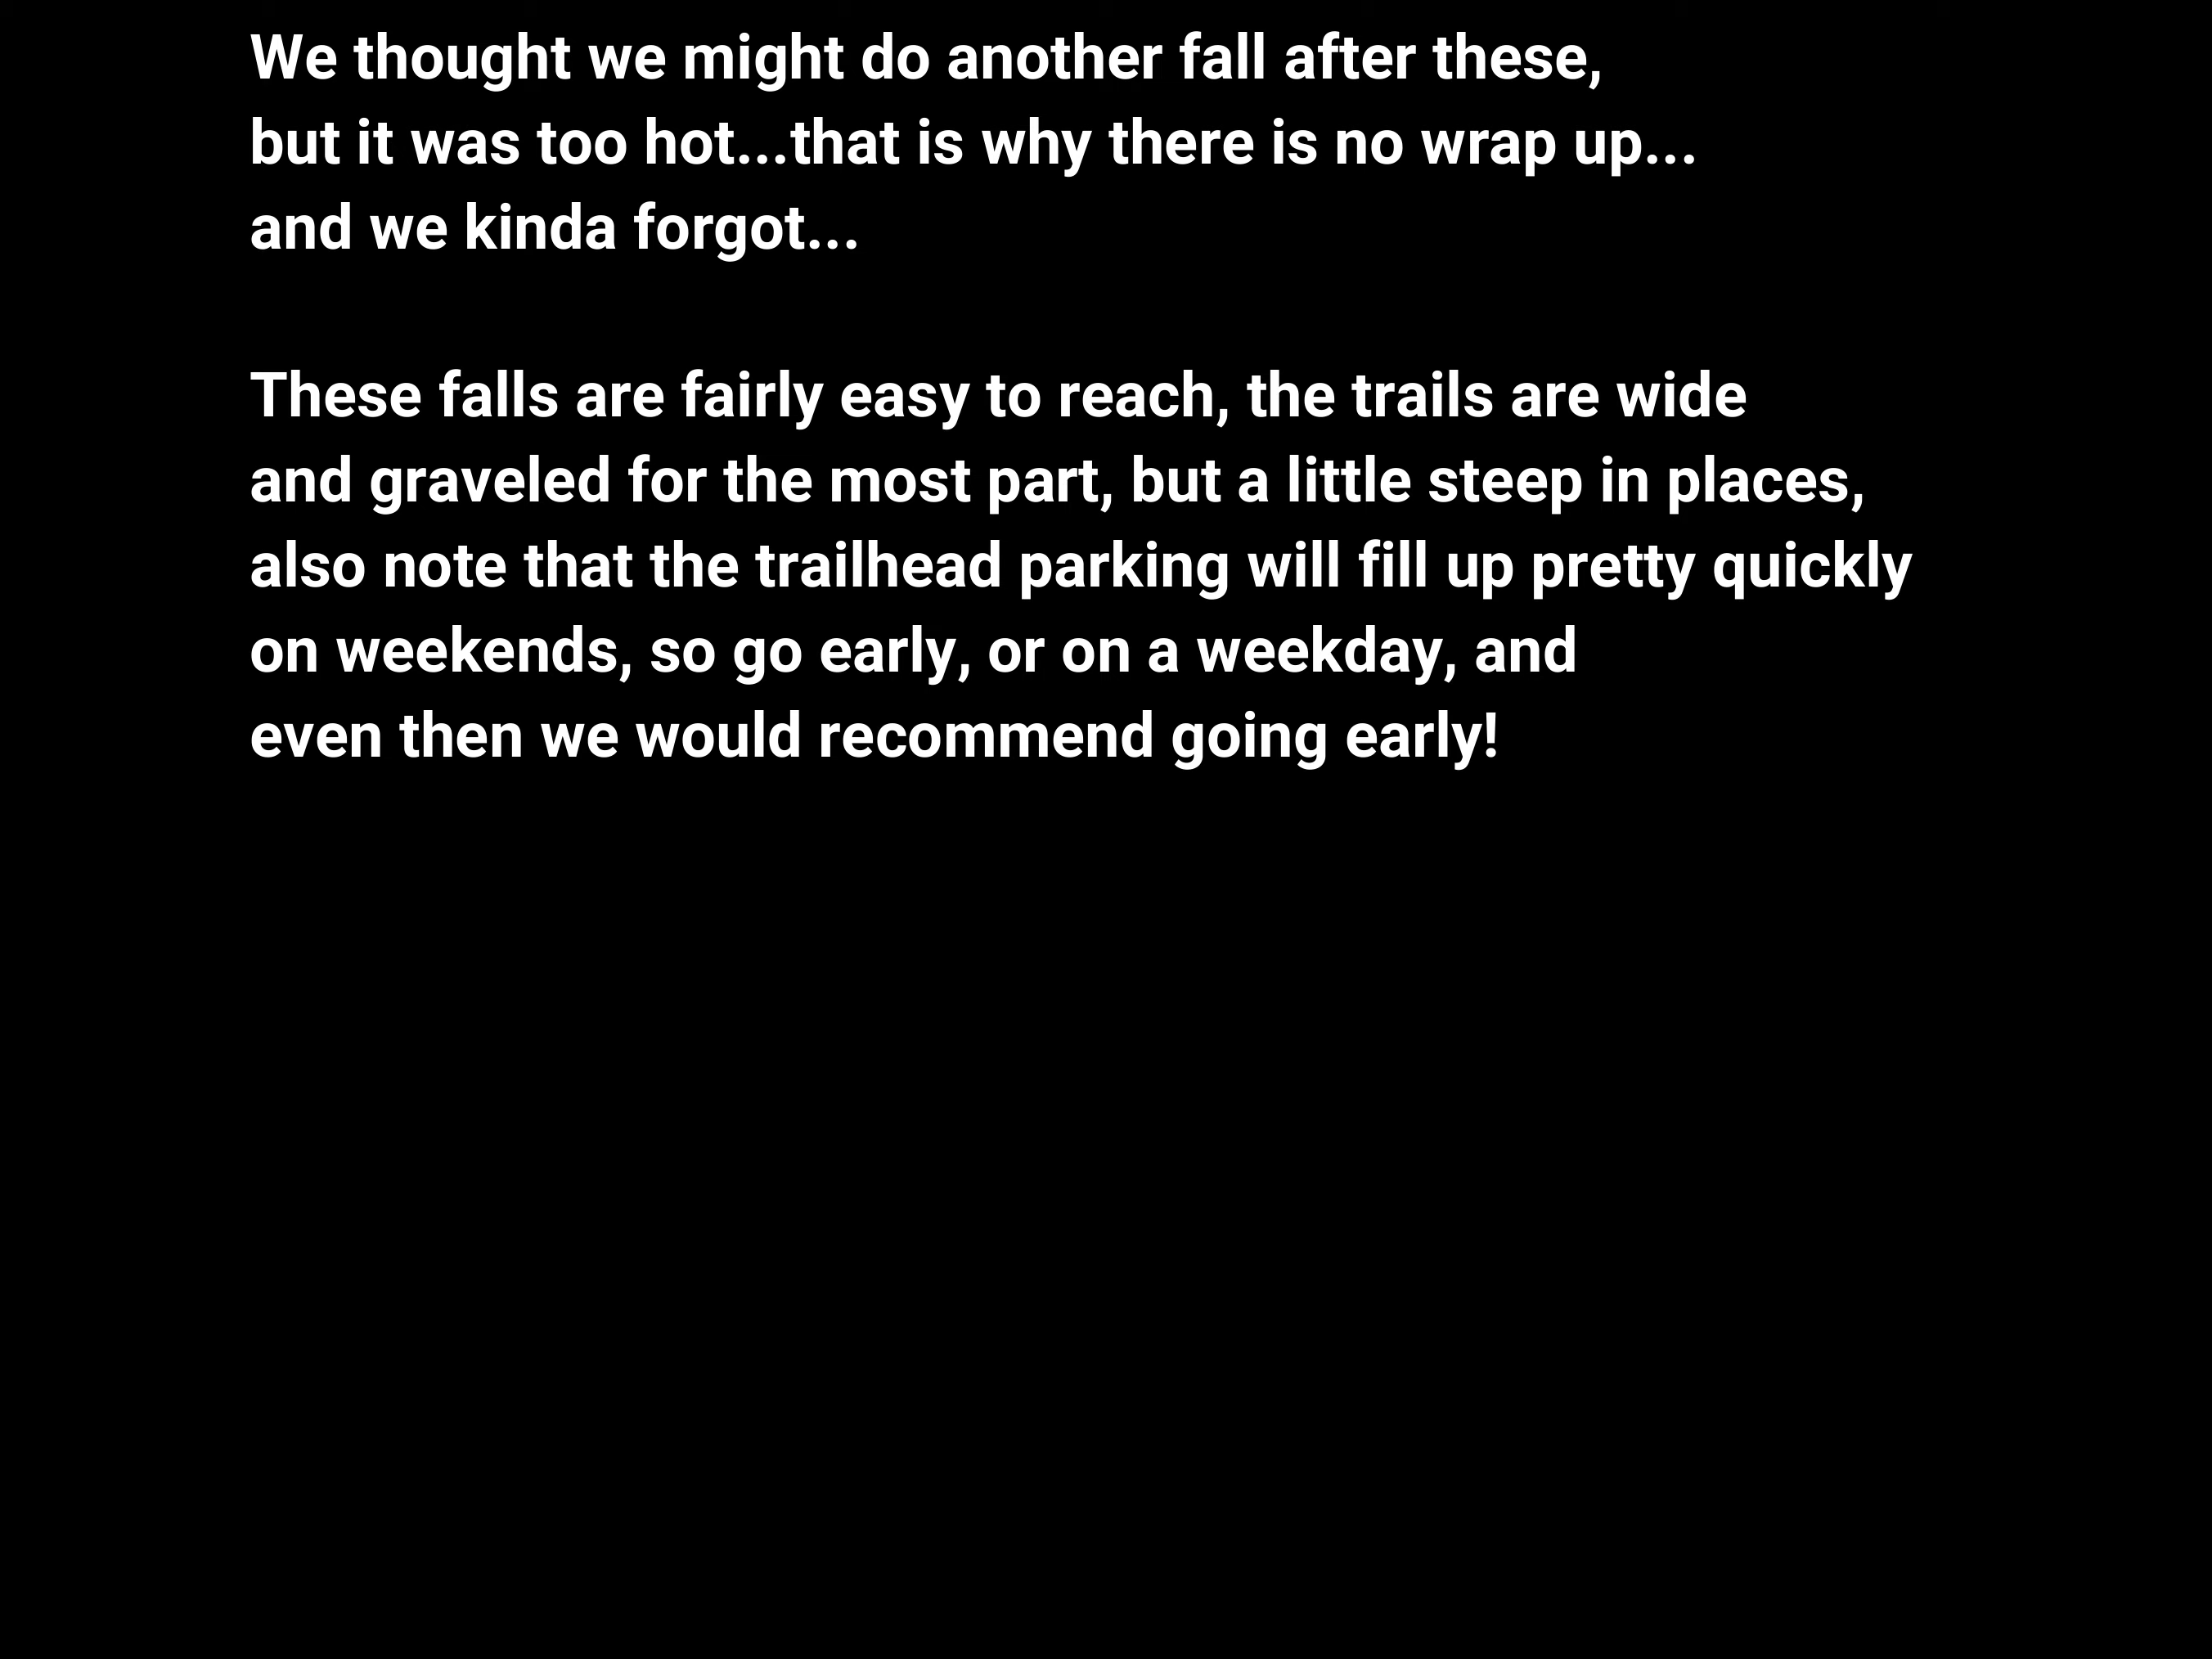 We thought we might do another fall after these,
but it was too hot...that is why there is no wrap up...
and we kinda forgot...
These falls are fairly easy to reach, the trails are wide
and graveled for the most part, but a little steep in places,
also note that the trailhead parking will fill up pretty quickly
on weekends, so go early, or on a weekday, and
even then we would recommend going early!